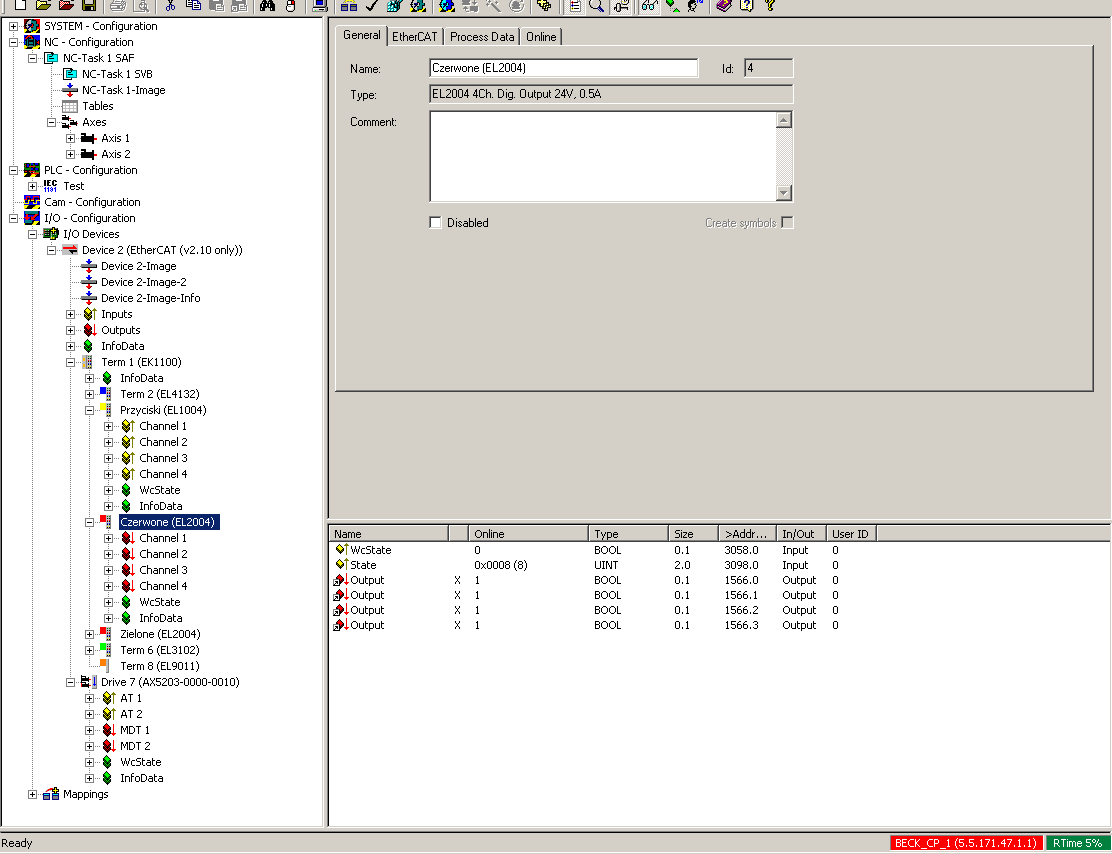 SYSTEM - Configuration
NC - Configuration
NC-Task 1 SAF
NC-Task 1 SVB
NC-Task 1-Image
Tables
Axes
Axis 1
Axis 2
PLC - Configuration
IEC
1131
Test
Cam - Configuration
I/O - Configuration
I/O Devices
Device 2 (EtherCAT (v2.10 only))
Device 2-Image
Device 2-Image-2
Device 2-Image-Info
Inputs
Outputs
InfoData
Term 1 (EK1100)
InfoData
Term 2 (EL4132)
Przyciski (EL1004)
Channel 1
Channel 2
Channel 3
Channel 4
WcState
InfoData
Czerwone (EL2004)
Channel 1
Channel 2
Channel 3
Channel 4
WcState
InfoData
Zielone (EL2004)
Term 6 (EL3102)
Term 8 (EL9011)
Drive 7 (AX5203-0000-0010)
AT 1
AT 2
MDT 1
MDT 2
WcState
InfoData
Mappings
General EtherCAT Process Data Online
Name: Czerwone (EL2004) Id: 4
Type: EL2004 4Ch. Dig. Output 24V, 0.5A
Comment:
Disabled Create symbols
Name Online Type Size >Addr... In/Out User ID
WcState 0 BOOL 0.1 3058.0 Input 0
State 0x0008 (8) UINT 2.0 3098.0 Input 0
Output X 1 BOOL 0.1 1566.0 Output 0
Output X 1 BOOL 0.1 1566.1 Output 0
Output X 1 BOOL 0.1 1566.2 Output 0
Output X 1 BOOL 0.1 1566.3 Output 0
Ready BECK_CP_1 (5.5.171.47.1.1) RTime 5%